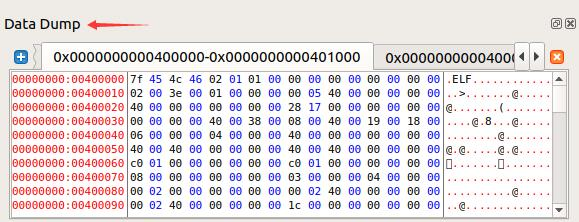 Data Dump
0x0000000000400000-0x0000000000401000 0x000000000040
00000000:00400000 7f 45 4c 46 02 01 01 00 00 00 00 00 00 00 00 00 .ELF............
00000000:00400010 02 00 3e 00 01 00 00 00 00 05 40 00 00 00 00 00 ..>.......@.....
00000000:00400020 40 00 00 00 00 00 00 00 28 17 00 00 00 00 00 00 @.......(.......
00000000:00400030 00 00 00 00 40 00 38 00 08 00 40 00 19 00 18 00 ....@.8...@.....
00000000:00400040 06 00 00 00 04 00 00 00 40 00 00 00 00 00 00 00 ........@.......
00000000:00400050 40 00 40 00 00 00 00 00 40 00 40 00 00 00 00 00 @.@.....@.@.....
00000000:00400060 c0 01 00 00 00 00 00 00 c0 01 00 00 00 00 00 00 ▯.......▯.......
00000000:00400070 08 00 00 00 00 00 00 00 03 00 00 00 04 00 00 00 ................
00000000:00400080 00 02 00 00 00 00 00 00 00 02 40 00 00 00 00 00 ..........@.....
00000000:00400090 00 02 40 00 00 00 00 00 1c 00 00 00 00 00 00 00 ..@.............